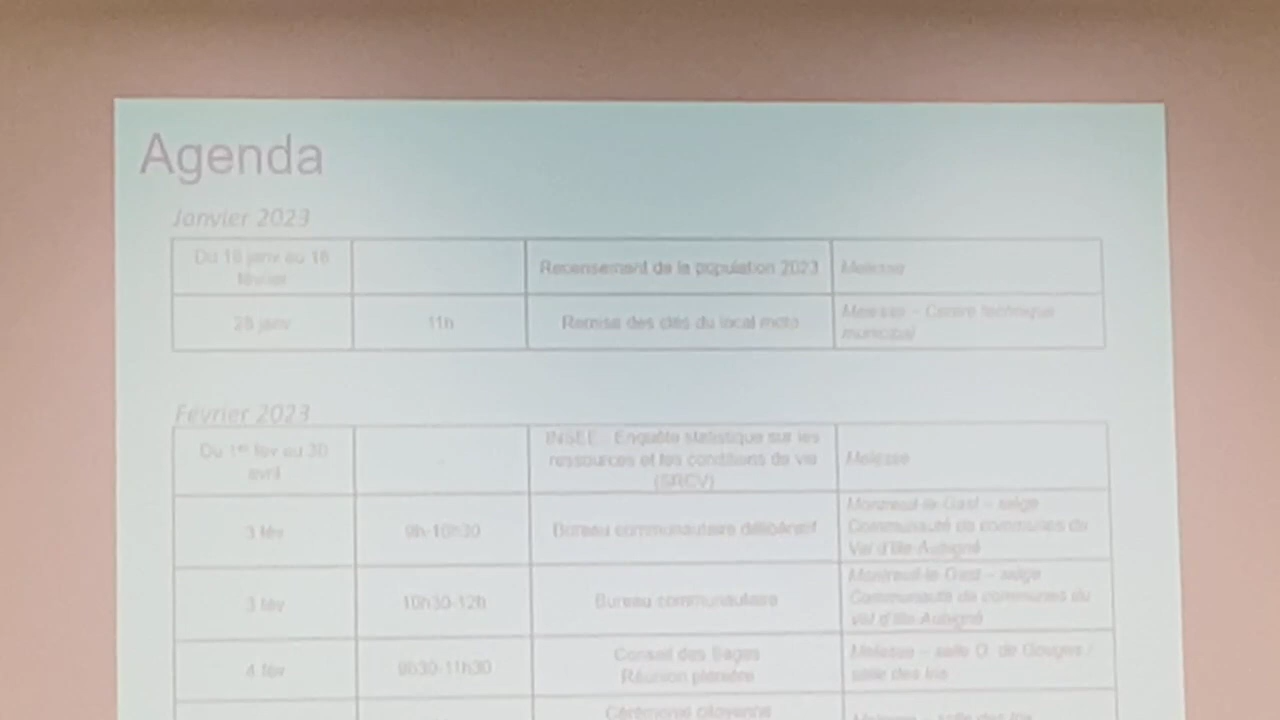 Agenda
Janvier 2023
Du 19 janv au 18
février
Recensement de la population 2023
Melesse
28 janv
11h
Remise des clés du local moto
Melesse – Centre technique
municipal
Février 2023
Du 1er fév au 30
avril
INSEE : Enquête statistique sur les
ressources et les conditions de vie
(SRCV)
Melesse
3 fév
9h-10h30
Bureau communautaire délibératif
Montreuil-le-Gast – siège
Communauté de communes du
Val d'Ille-Aubigné
3 fév
10h30-12h
Bureau communautaire
Montreuil-le-Gast – siège
Communauté de communes du
Val d'Ille-Aubigné
4 fév
9h30-11h30
Conseil des Sages
Réunion plénière
Melesse – salle O. de Gouges /
salle des Iris
Cérémonie citoyenne